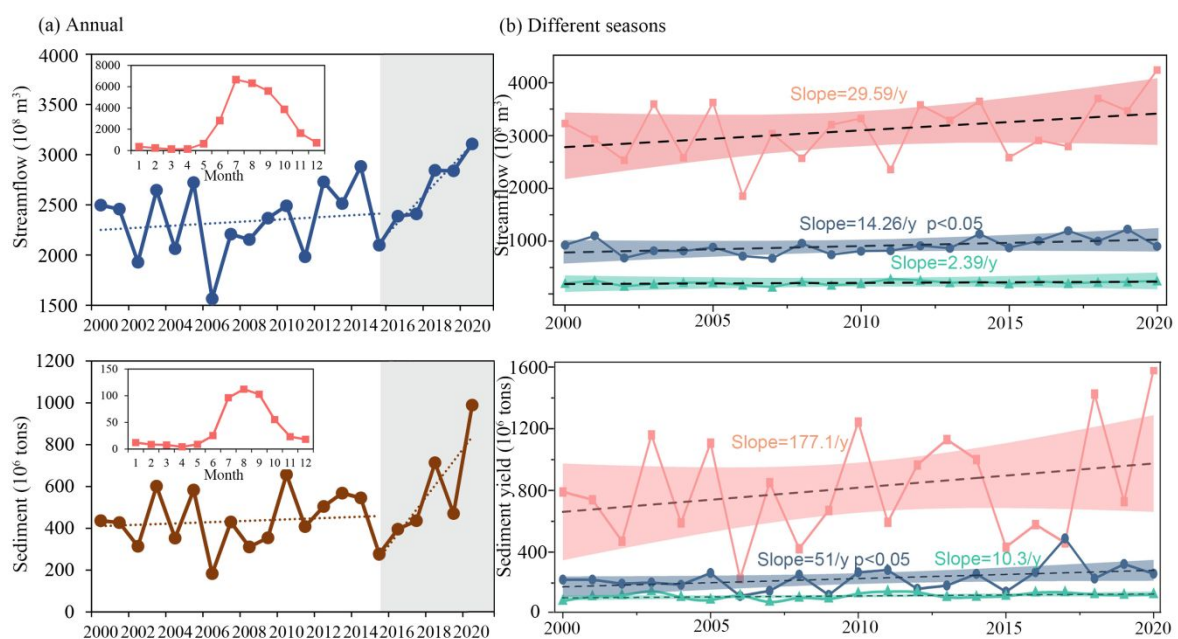 (a) Annual
(b) Different seasons
Streamflow (10⁸ m³)
4000
3500
3000
2500
2000
1500
8000
6000
4000
2000
0
1 2 3 4 5 6 7 8 9 10 11 12
Month
2000 2002 2004 2006 2008 2010 2012 2014 2016 2018 2020
Streamflow (10⁸ m³)
4000
3000
2000
1000
Slope=29.59/y
Slope=14.26/y p<0.05
Slope=2.39/y
2000 2005 2010 2015 2020
Sediment (10⁶ tons)
1200
1000
800
600
400
200
0
150
100
50
0
1 2 3 4 5 6 7 8 9 10 11 12
Month
2000 2002 2004 2006 2008 2010 2012 2014 2016 2018 2020
Sediment yield (10⁶ tons)
1600
1200
800
400
0
Slope=177.1/y
Slope=51/y p<0.05
Slope=10.3/y
2000 2005 2010 2015 2020